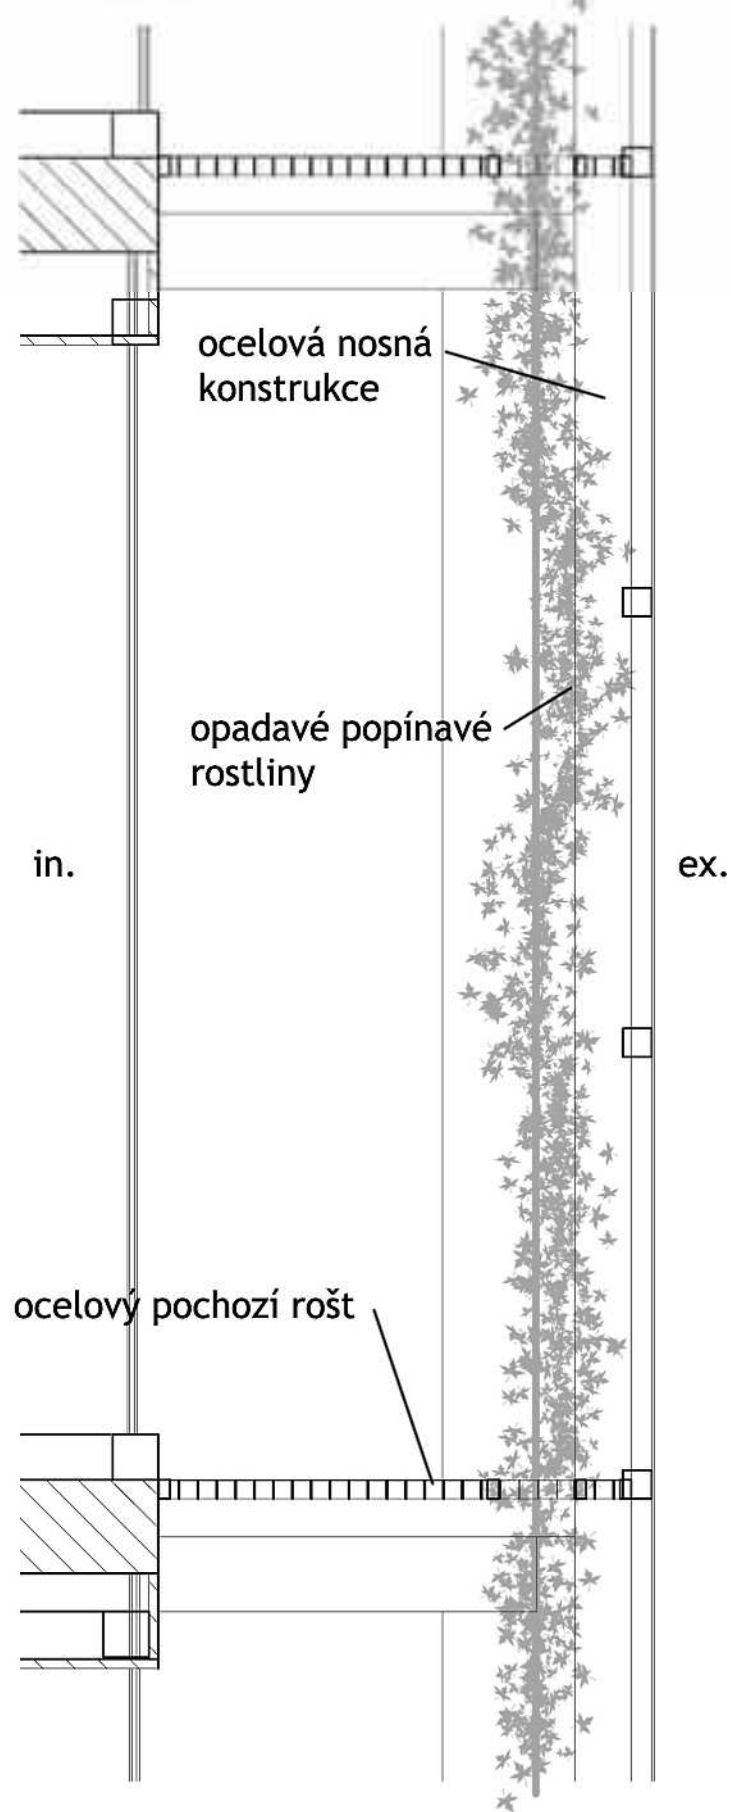 ocelová nosná
konstrukce
opadavé popínavé
rostliny
in.
ex.
ocelový pochozí rošt